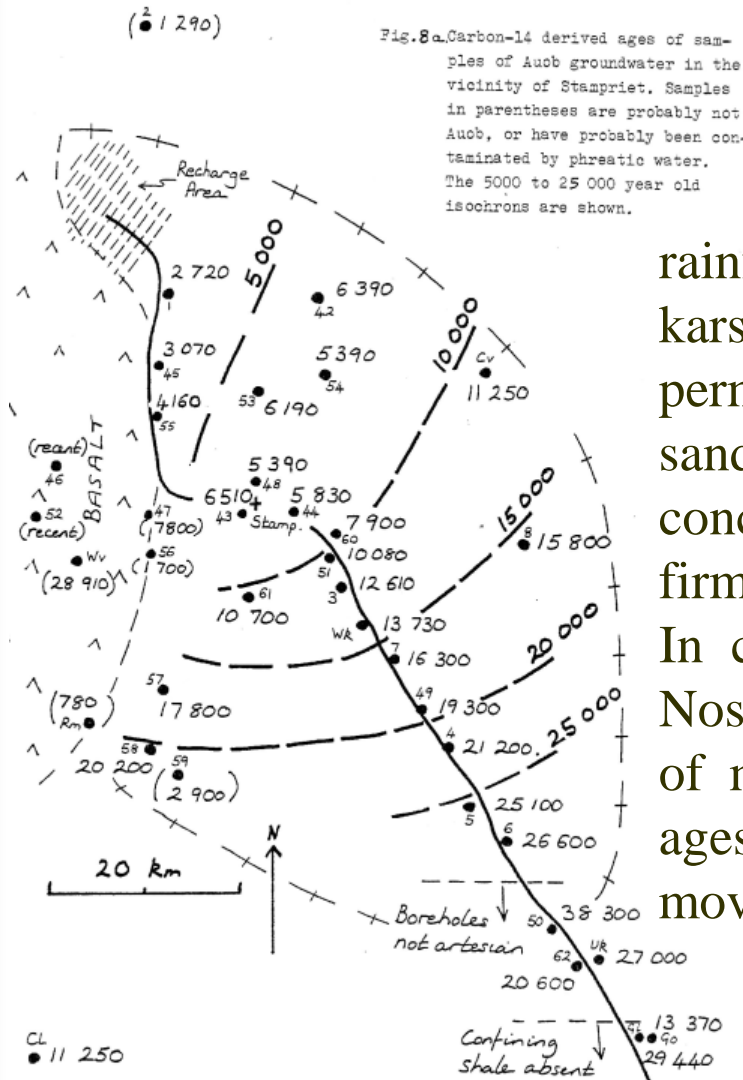 2
(1 290)
Fig.8a Carbon-14 derived ages of sam-
ples of Auob groundwater in the
vicinity of Stampriet. Samples
in parentheses are probably not
Auob, or have probably been con-
taminated by phreatic water.
The 5000 to 25 000 year old
isochrons are shown.
Recharge
Area
5 000
2 720
1
6 390
42
10 000
3 070
45
5 390
54
Cv
11 250
53
6 190
4160
55
BASALT
(recent)
46
5 390
48
15 000
6510
43
+
Stamp.
5 830
44
52
(recent)
47
(7800)
7 900
60
8
15 800
Wv
(28 910)
56
(700)
51
10 080
61
10 700
3
12 610
WR
13 730
20 000
7
16 300
57
17 800
(780)
Rm
49
19 300
25 000
58
20 200
4
21 200
59
(2 900)
5
25 100
6
26 600
20 km
N
Boreholes
not artesian
50
38 300
62
20 600
UR
27 000
CL
11 250
Confining
shale absent
13 370
Go
29 440
rain
kars
pern
sand
cond
firm
In c
Nos
of r
ages
mov